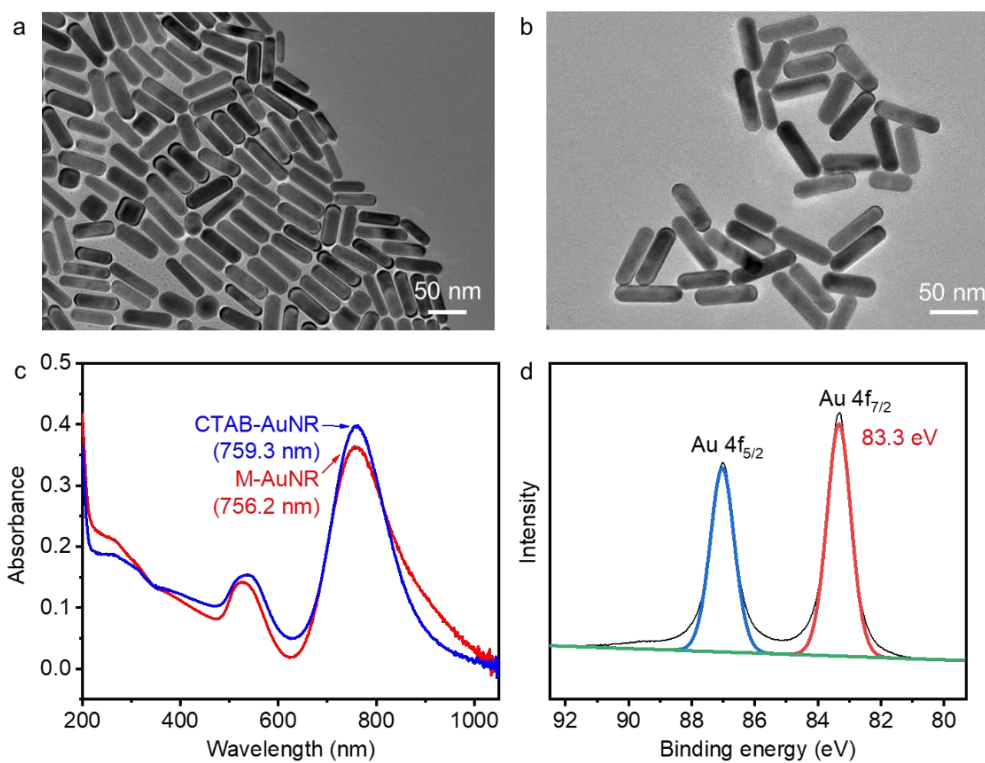 a
50 nm
b
50 nm
c
0.5
0.4
0.3
0.2
0.1
0.0
Absorbance
CTAB-AuNR
(759.3 nm)
M-AuNR
(756.2 nm)
200
400
600
800
1000
Wavelength (nm)
d
Intensity
Au 4f5/2
Au 4f7/2
83.3 eV
92
90
88
86
84
82
80
Binding energy (eV)